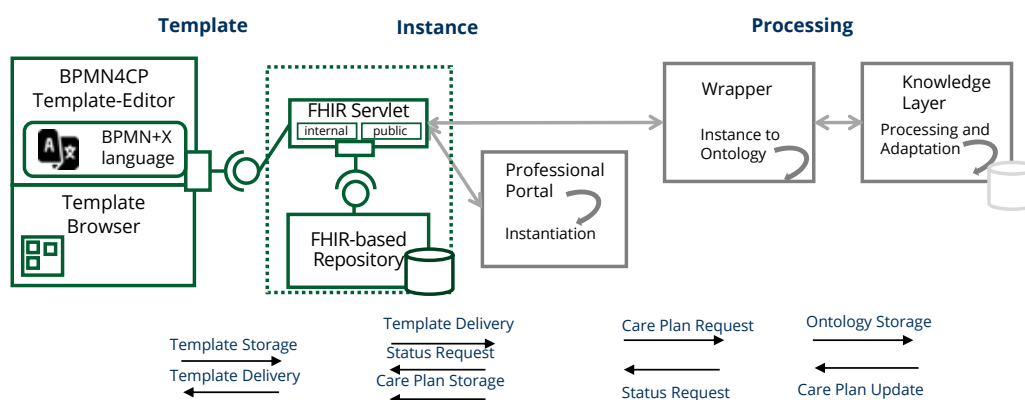 Template
Instance
Processing
BPMN4CP
Template-Editor
A
文
BPMN+X
language
Template
Browser
FHIR Servlet
internal
public
FHIR-based
Repository
Professional
Portal
Instantiation
Wrapper
Instance to
Ontology
Knowledge
Layer
Processing and
Adaptation
Template Storage
Template Delivery
Template Delivery
Status Request
Care Plan Storage
Care Plan Request
Status Request
Ontology Storage
Care Plan Update